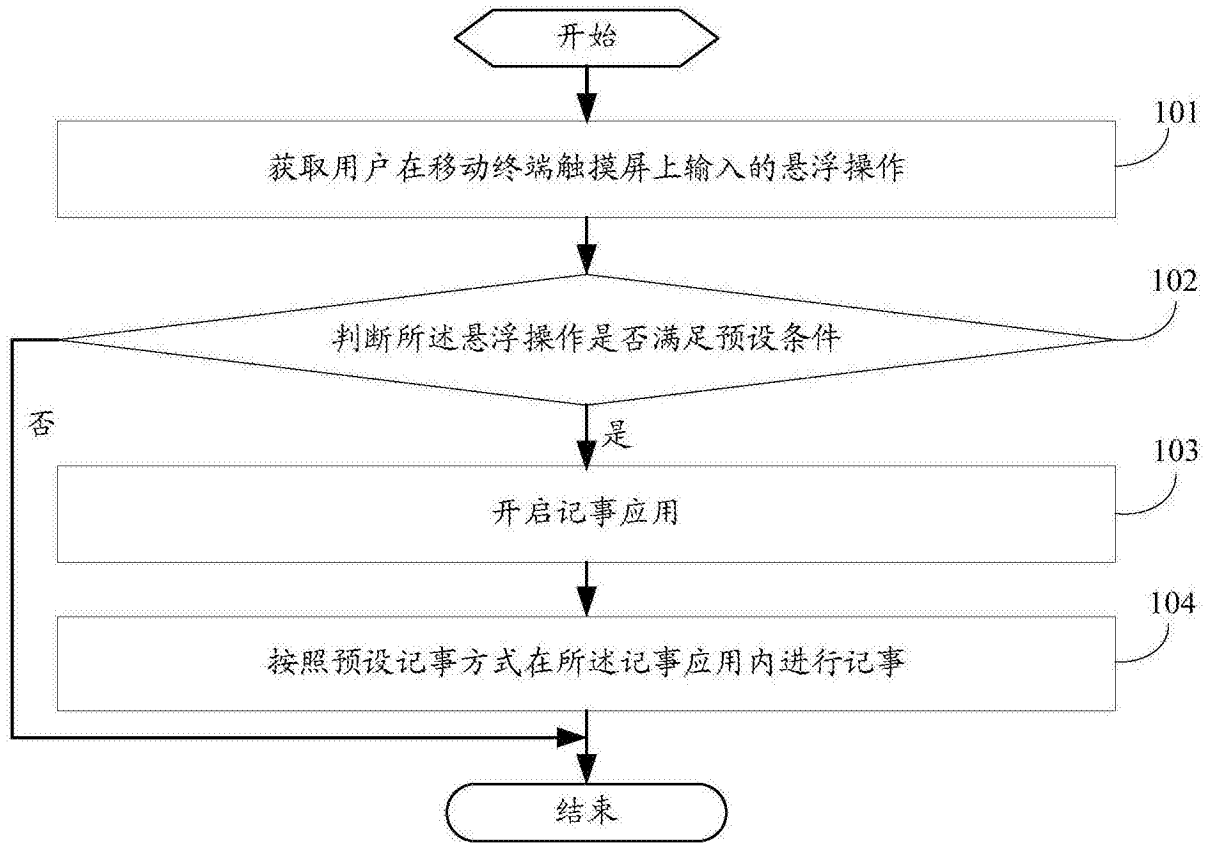 开始
101
获取用户在移动终端触摸屏上输入的悬浮操作
102
判断所述悬浮操作是否满足预设条件
否
是
103
开启记事应用
104
按照预设记事方式在所述记事应用内进行记事
结束